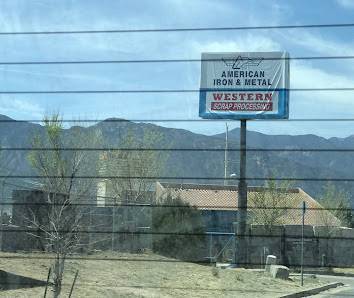 AMERICAN
IRON & METAL
WESTERN
SCRAP PROCESSING